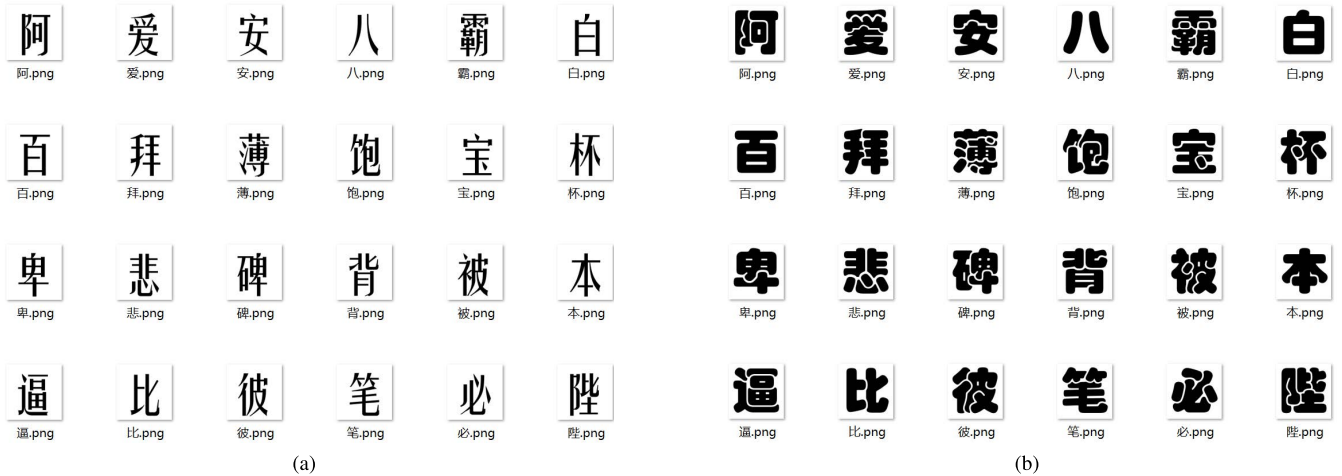 阿 爱 安 八 霸 白 阿 爱 安 八 霸 白
阿.png 爱.png 安.png 八.png 霸.png 白.png 阿.png 爱.png 安.png 八.png 霸.png 白.png
百 拜 薄 饱 宝 杯 百 拜 薄 饱 宝 杯
百.png 拜.png 薄.png 饱.png 宝.png 杯.png 百.png 拜.png 薄.png 饱.png 宝.png 杯.png
卑 悲 碑 背 被 本 卑 悲 碑 背 被 本
卑.png 悲.png 碑.png 背.png 被.png 本.png 卑.png 悲.png 碑.png 背.png 被.png 本.png
逼 比 彼 笔 必 陛 逼 比 彼 笔 必 陛
逼.png 比.png 彼.png 笔.png 必.png 陛.png 逼.png 比.png 彼.png 笔.png 必.png 陛.png
(a) (b)